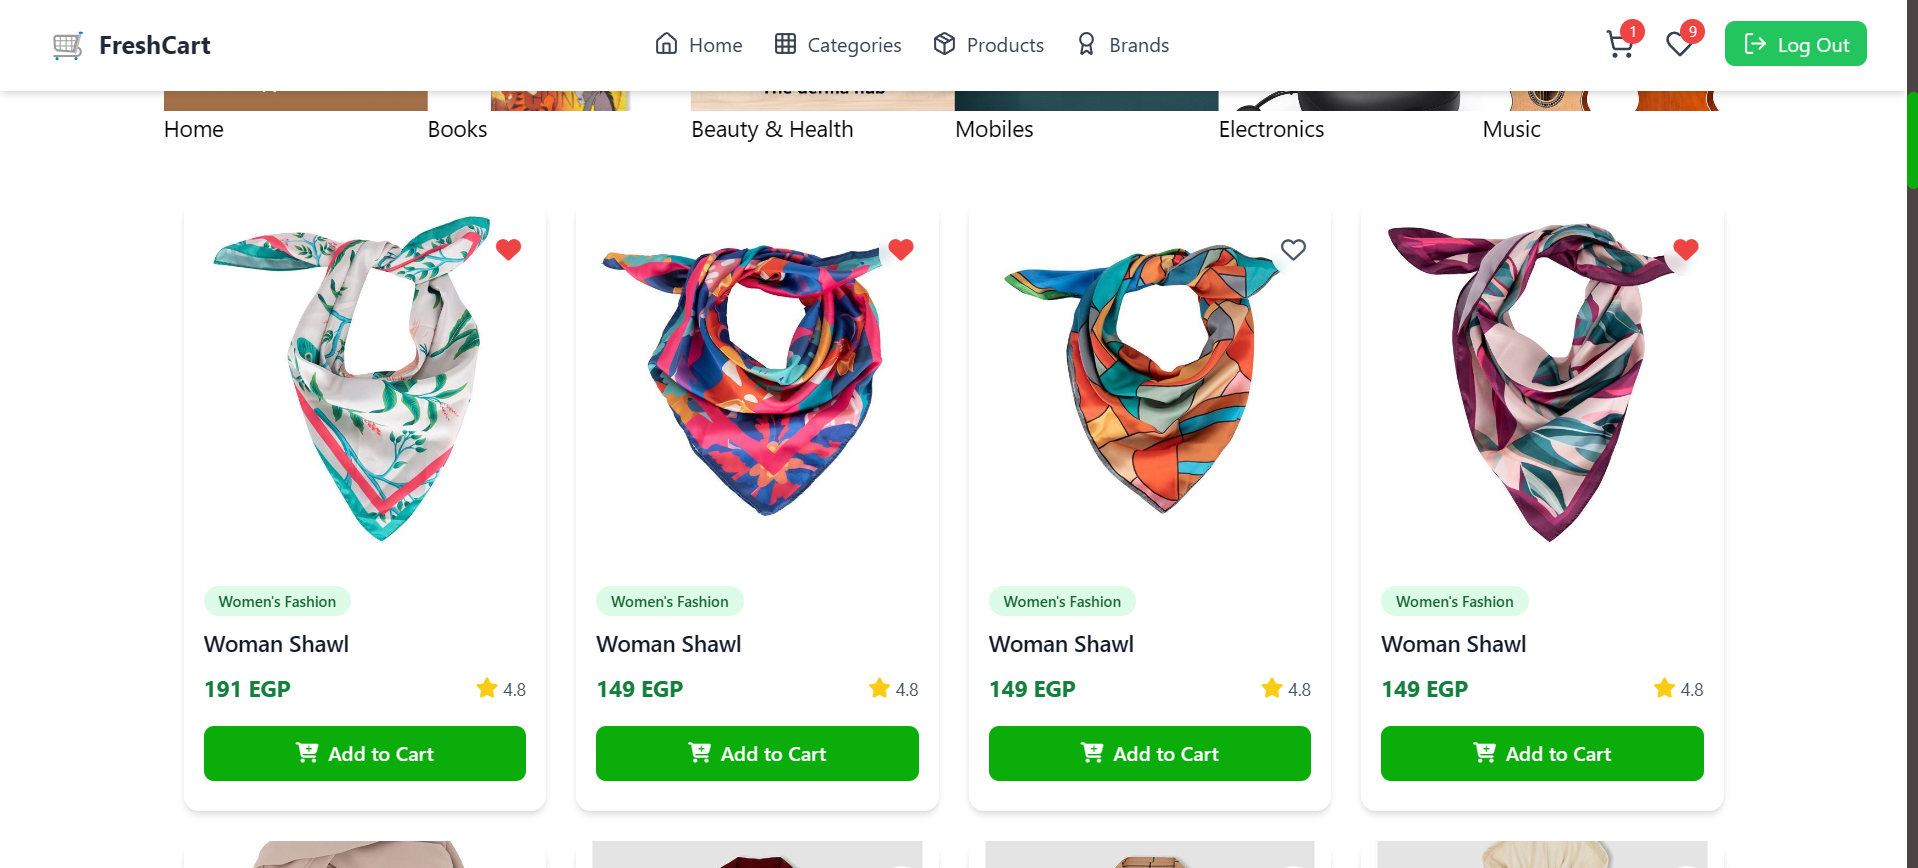 FreshCart
Home
Categories
Products
Brands
1
9
Log Out
The derma hub
Home
Books
Beauty & Health
Mobiles
Electronics
Music
Women's Fashion
Women's Fashion
Women's Fashion
Women's Fashion
Woman Shawl
Woman Shawl
Woman Shawl
Woman Shawl
191 EGP
4.8
149 EGP
4.8
149 EGP
4.8
149 EGP
4.8
Add to Cart
Add to Cart
Add to Cart
Add to Cart